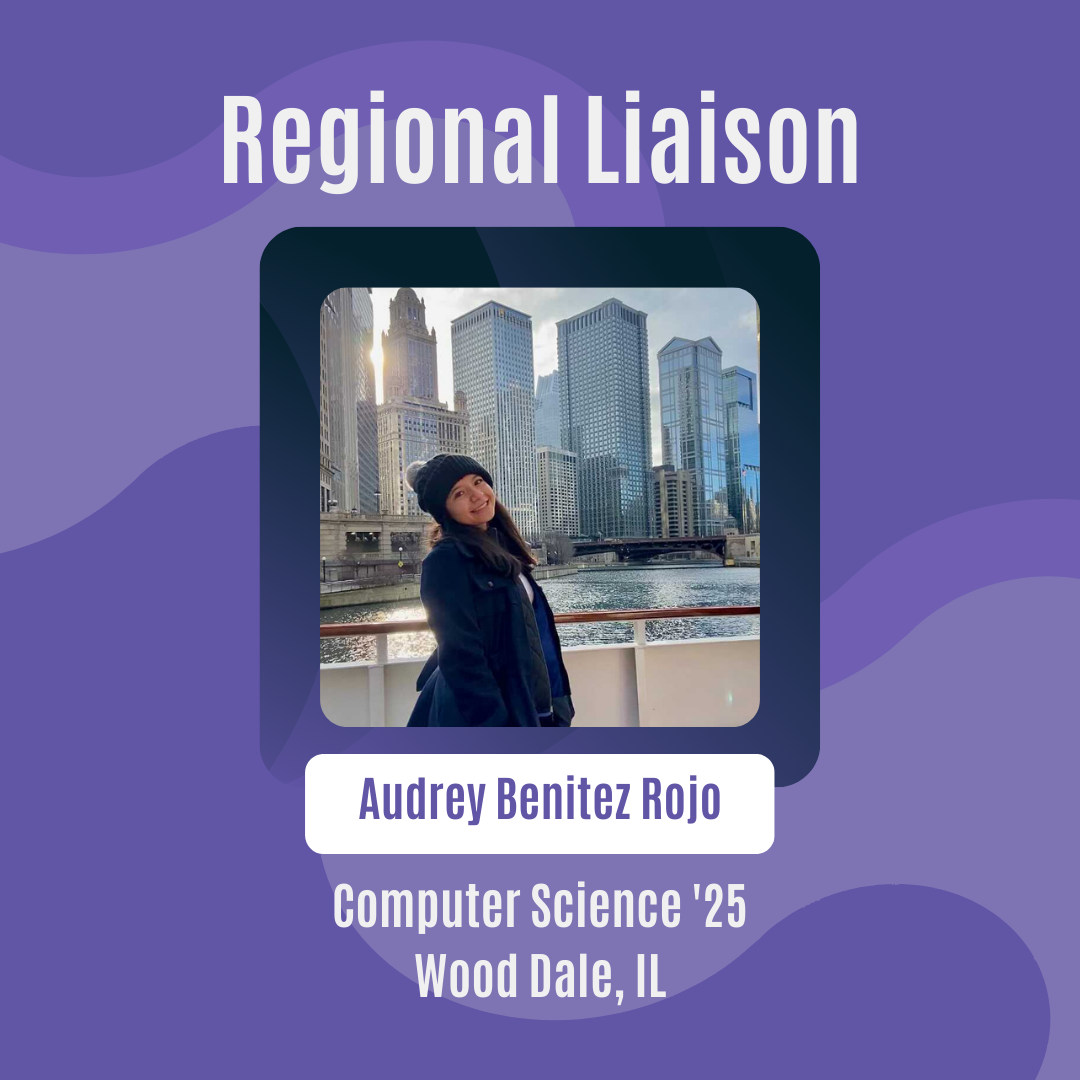 Regional Liaison
Audrey Benitez Rojo
Computer Science '25
Wood Dale, IL